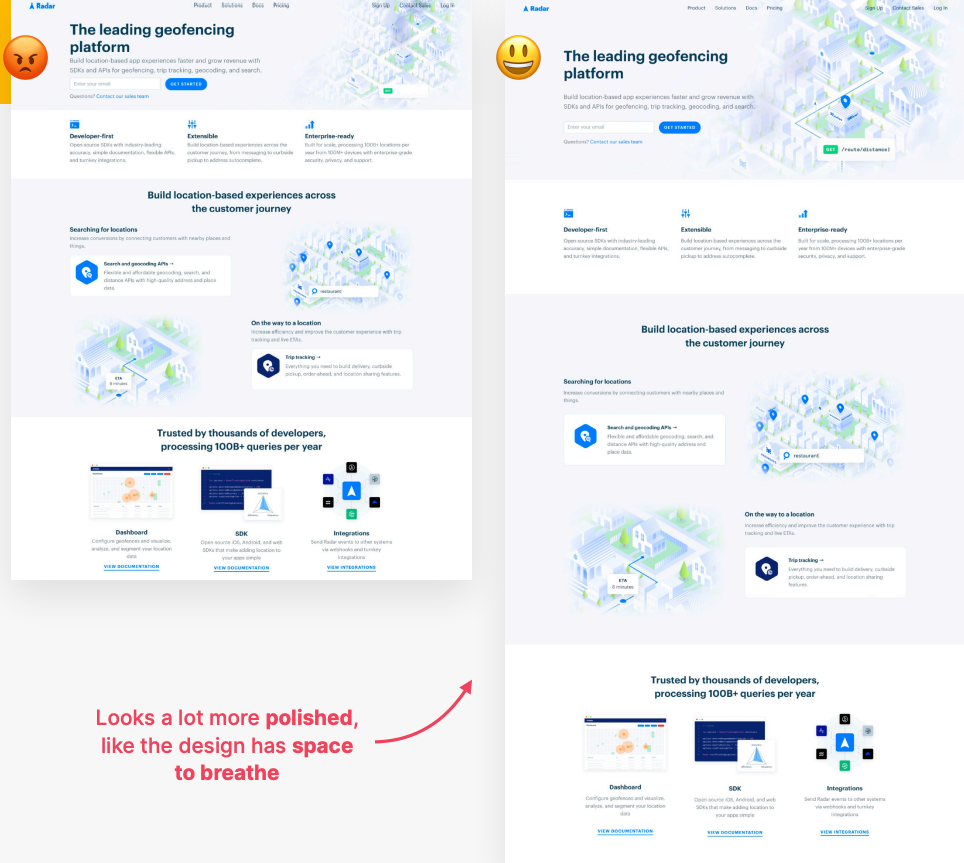 Radar
Product Solutions Docs Pricing
Sign Up Contact Sales Log In
The leading geofencing
platform
Build location-based app experiences faster and grow revenue with
SDKs and APIs for geofencing, trip tracking, geocoding, and search.
Enter your email
GET STARTED
Questions? Contact our sales team
GET
Developer-first
Open-source SDKs with industry-leading
accuracy, simple documentation, flexible APIs,
and turnkey integrations.
Extensible
Build location-based experiences across the
customer journey, from messaging to curbside
pickup to address autocomplete.
Enterprise-ready
Built for scale, processing 100B+ locations per
year from 100M+ devices with enterprise-grade
security, privacy, and support.
Build location-based experiences across
the customer journey
Searching for locations
Increase conversions by connecting customers with nearby places and
things.
Search and geocoding APIs →
Flexible and affordable geocoding, search, and
distance APIs with high-quality address and place
data.
restaurant
On the way to a location
Increase efficiency and improve the customer experience with trip
tracking and live ETAs.
Trip tracking →
Everything you need to build delivery, curbside
pickup, order-ahead, and location sharing features.
ETA
6 minutes
Trusted by thousands of developers,
processing 100B+ queries per year
Dashboard
Configure geofences and visualize,
analyze, and segment your location
data
VIEW DOCUMENTATION
SDK
Open-source iOS, Android, and web
SDKs that make adding location to
your apps simple
VIEW DOCUMENTATION
Integrations
Send Radar events to other systems
via webhooks and turnkey
integrations
VIEW INTEGRATIONS
Looks a lot more polished,
like the design has space
to breathe
Radar
Product Solutions Docs Pricing
Sign Up Contact Sales Log In
The leading geofencing
platform
Build location-based app experiences faster and grow revenue with
SDKs and APIs for geofencing, trip tracking, geocoding, and search.
Enter your email
GET STARTED
Questions? Contact our sales team
GET /route/distance|
Developer-first
Open-source SDKs with industry-leading
accuracy, simple documentation, flexible APIs,
and turnkey integrations.
Extensible
Build location-based experiences across the
customer journey, from messaging to curbside
pickup to address autocomplete.
Enterprise-ready
Built for scale, processing 100B+ locations per
year from 100M+ devices with enterprise-grade
security, privacy, and support.
Build location-based experiences across
the customer journey
Searching for locations
Increase conversions by connecting customers with nearby places and
things.
Search and geocoding APIs →
Flexible and affordable geocoding, search, and
distance APIs with high-quality address and
place data.
restaurant
On the way to a location
Increase efficiency and improve the customer experience with trip
tracking and live ETAs.
Trip tracking →
Everything you need to build delivery, curbside
pickup, order-ahead, and location sharing
features.
ETA
6 minutes
Trusted by thousands of developers,
processing 100B+ queries per year
Dashboard
Configure geofences and visualize,
analyze, and segment your location
data
VIEW DOCUMENTATION
SDK
Open-source iOS, Android, and web
SDKs that make adding location to
your apps simple
VIEW DOCUMENTATION
Integrations
Send Radar events to other systems
via webhooks and turnkey
integrations
VIEW INTEGRATIONS